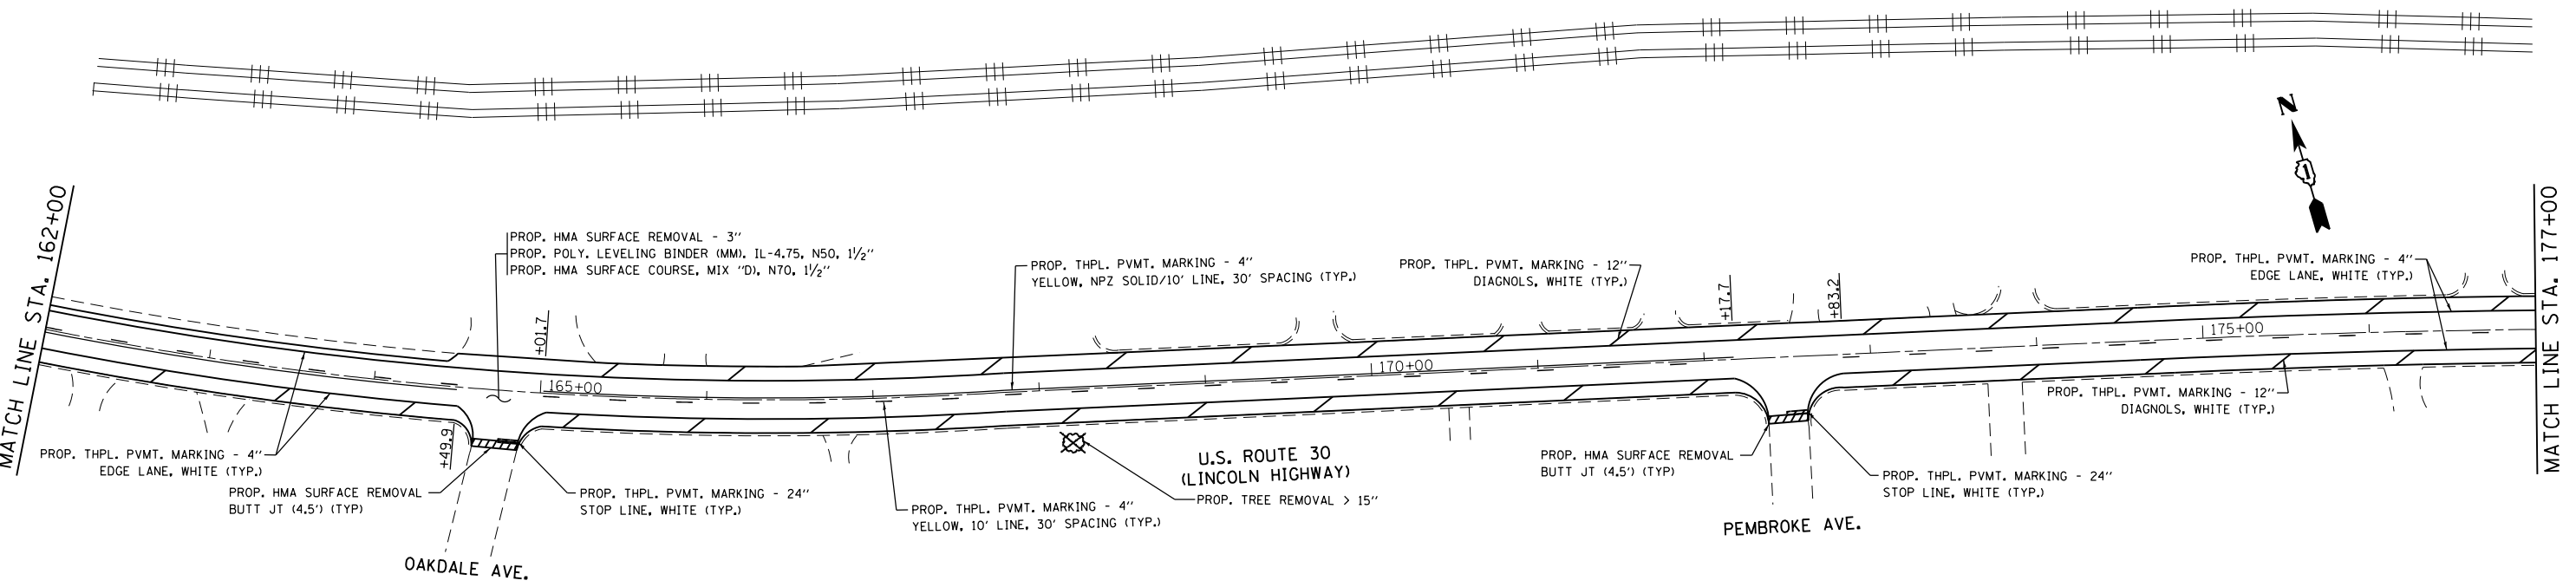 MATCH LINE STA. 162+00
PROP. HMA SURFACE REMOVAL - 3"
PROP. POLY. LEVELING BINDER (MM), IL-4.75, N50, 1½"
PROP. HMA SURFACE COURSE, MIX "D), N70, 1½"
PROP. THPL. PVMT. MARKING - 4"
YELLOW, NPZ SOLID/10' LINE, 30' SPACING (TYP.)
PROP. THPL. PVMT. MARKING - 12"
DIAGNOLS, WHITE (TYP.)
N
1
PROP. THPL. PVMT. MARKING - 4"
EDGE LANE, WHITE (TYP.)
MATCH LINE STA. 177+00
+01.7
+17.7
+83.2
165+00
170+00
175+00
+49.9
PROP. THPL. PVMT. MARKING - 4"
EDGE LANE, WHITE (TYP.)
PROP. HMA SURFACE REMOVAL
BUTT JT (4.5') (TYP)
PROP. THPL. PVMT. MARKING - 24"
STOP LINE, WHITE (TYP.)
PROP. THPL. PVMT. MARKING - 4"
YELLOW, 10' LINE, 30' SPACING (TYP.)
U.S. ROUTE 30
(LINCOLN HIGHWAY)
PROP. TREE REMOVAL > 15"
PROP. HMA SURFACE REMOVAL
BUTT JT (4.5') (TYP)
PROP. THPL. PVMT. MARKING - 12"
DIAGNOLS, WHITE (TYP.)
PROP. THPL. PVMT. MARKING - 24"
STOP LINE, WHITE (TYP.)
OAKDALE AVE.
PEMBROKE AVE.